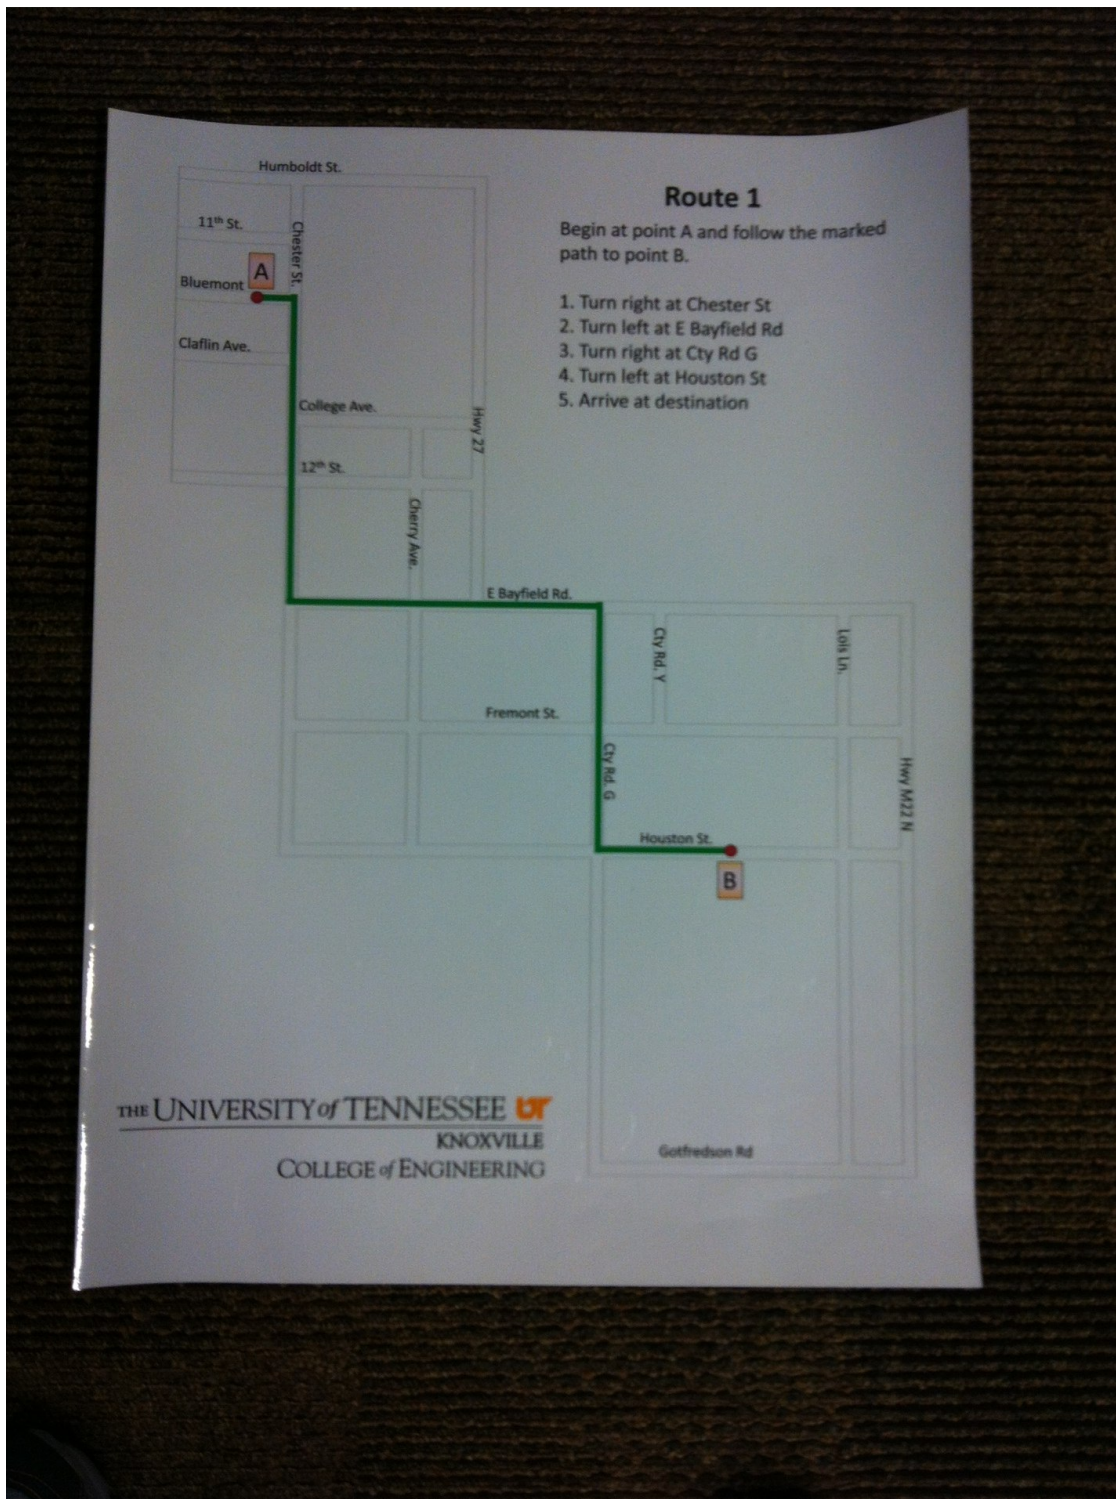 Humboldt St.
11th St.
Chester St.
A
Bluemont
Claflin Ave.
College Ave.
Hwy 27
12th St.
Cherry Ave.
E Bayfield Rd.
Cty Rd. Y
Lois Ln.
Fremont St.
Cty Rd. G
Hwy M22 N
Houston St.
B
Gotfredson Rd
Route 1
Begin at point A and follow the marked
path to point B.
1. Turn right at Chester St
2. Turn left at E Bayfield Rd
3. Turn right at Cty Rd G
4. Turn left at Houston St
5. Arrive at destination
THE UNIVERSITY of TENNESSEE UT
KNOXVILLE
COLLEGE of ENGINEERING